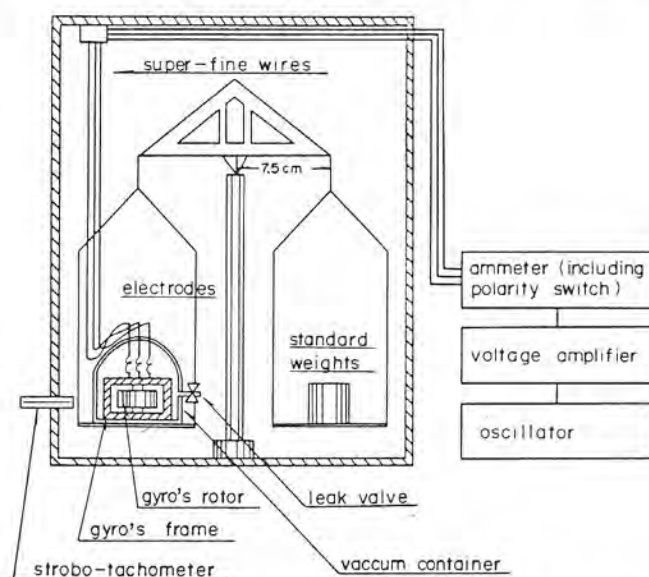 super-fine wires
7.5 cm
electrodes
standard
weights
ammeter (including
polarity switch)
voltage amplifier
oscillator
leak valve
gyro's rotor
gyro's frame
vaccum container
strobo-tachometer